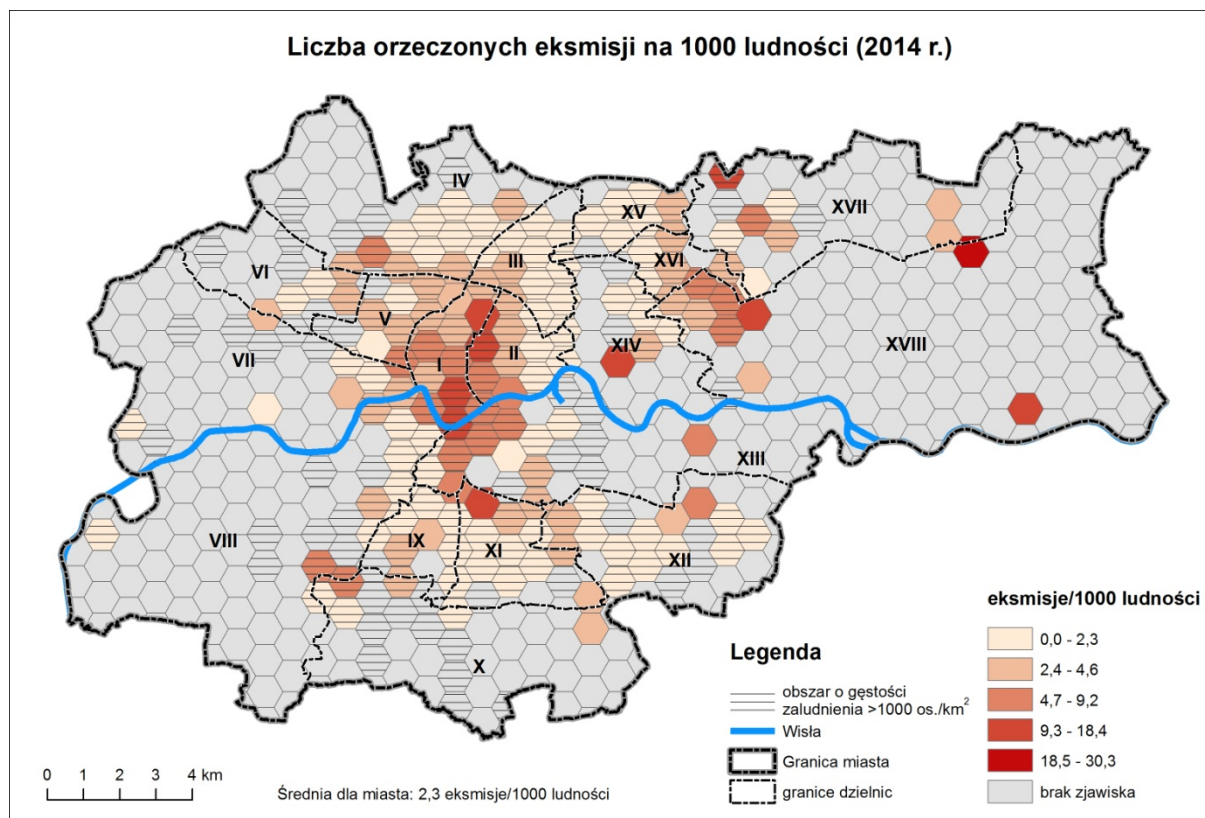 Liczba orzeczonych eksmisji na 1000 ludności (2014 r.)
IV
XV
XVII
III
XVI
VI
V
VII
I
II
XIV
XVIII
XIII
VIII
IX
XI
XII
X
Legenda
obszar o gęstości
zaludnienia >1000 os./km²
Wisła
Granica miasta
granice dzielnic
eksmisje/1000 ludności
0,0 - 2,3
2,4 - 4,6
4,7 - 9,2
9,3 - 18,4
18,5 - 30,3
brak zjawiska
0 1 2 3 4 km
Średnia dla miasta: 2,3 eksmisje/1000 ludności